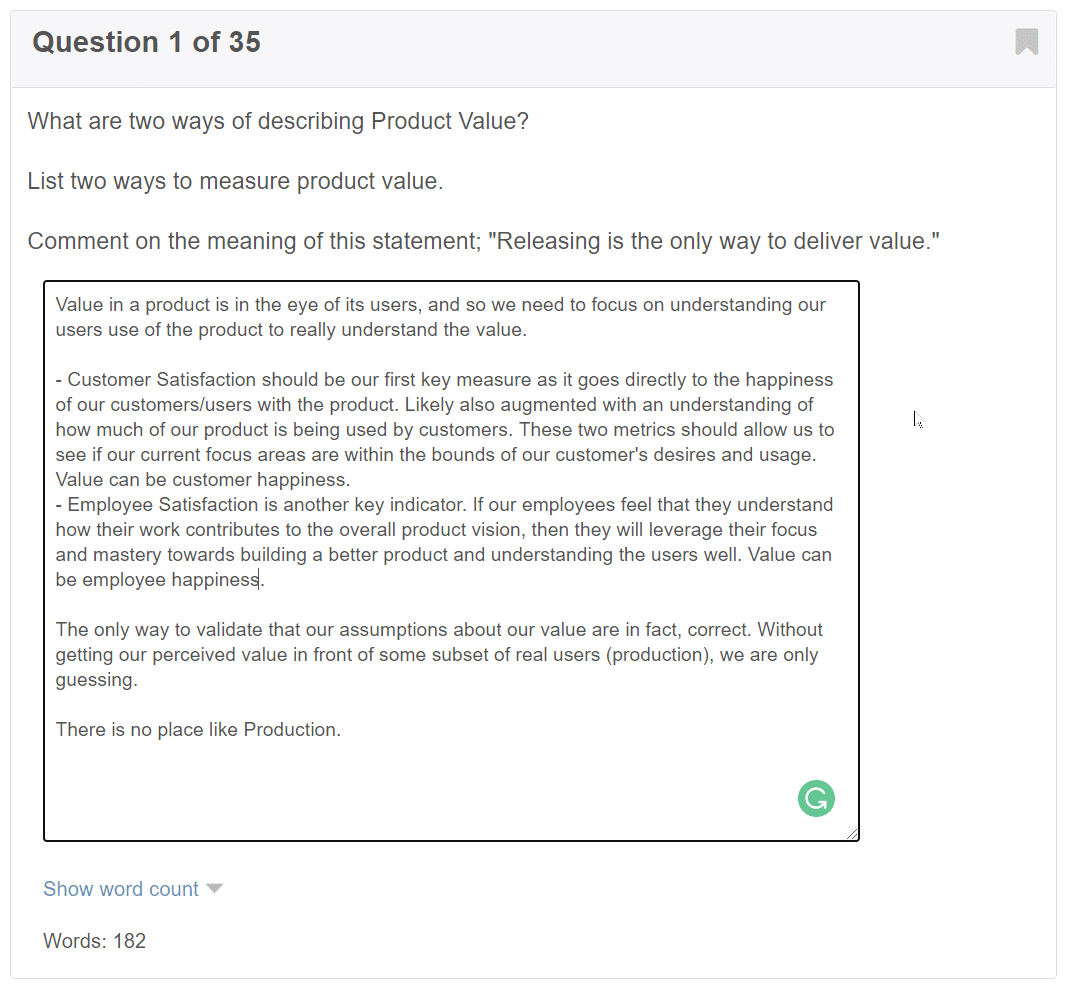 Question 1 of 35
What are two ways of describing Product Value?
List two ways to measure product value.
Comment on the meaning of this statement; "Releasing is the only way to deliver value."
Value in a product is in the eye of its users, and so we need to focus on understanding our
users use of the product to really understand the value.
- Customer Satisfaction should be our first key measure as it goes directly to the happiness
of our customers/users with the product. Likely also augmented with an understanding of
how much of our product is being used by customers. These two metrics should allow us to
see if our current focus areas are within the bounds of our customer's desires and usage.
Value can be customer happiness.
- Employee Satisfaction is another key indicator. If our employees feel that they understand
how their work contributes to the overall product vision, then they will leverage their focus
and mastery towards building a better product and understanding the users well. Value can
be employee happiness.
The only way to validate that our assumptions about our value are in fact, correct. Without
getting our perceived value in front of some subset of real users (production), we are only
guessing.
There is no place like Production.
Show word count
Words: 182